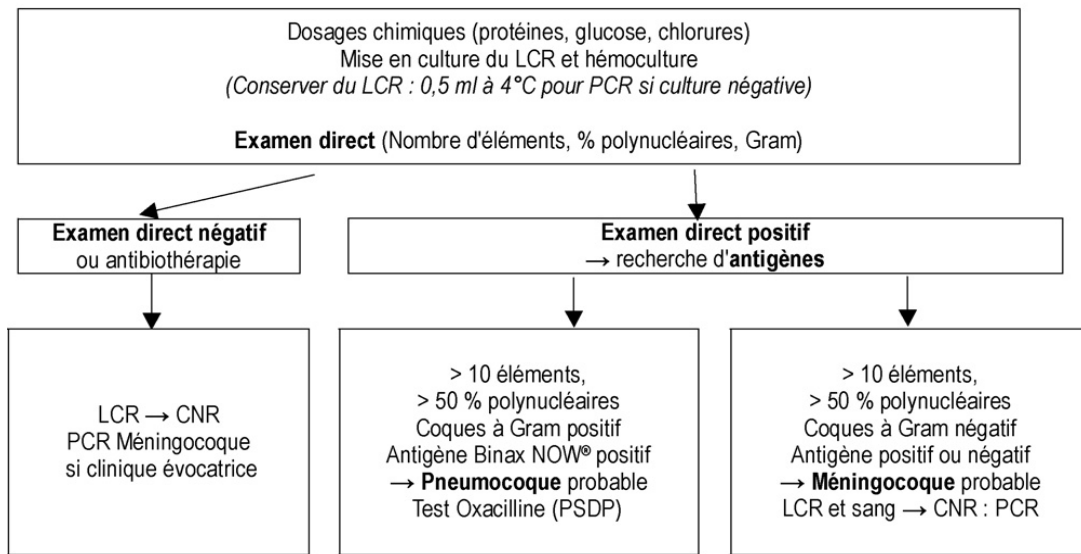 Dosages chimiques (protéines, glucose, chlorures)
Mise en culture du LCR et hémoculture
(Conserver du LCR : 0,5 ml à 4°C pour PCR si culture négative)
Examen direct (Nombre d'éléments, % polynucléaires, Gram)
Examen direct négatif
ou antibiothérapie
Examen direct positif
→ recherche d'antigènes
LCR → CNR
PCR Méningocoque
si clinique évocatrice
> 10 éléments,
> 50 % polynucléaires
Coques à Gram positif
Antigène Binax NOW® positif
→ Pneumocoque probable
Test Oxacilline (PSDP)
> 10 éléments,
> 50 % polynucléaires
Coques à Gram négatif
Antigène positif ou négatif
→ Méningocoque probable
LCR et sang → CNR : PCR